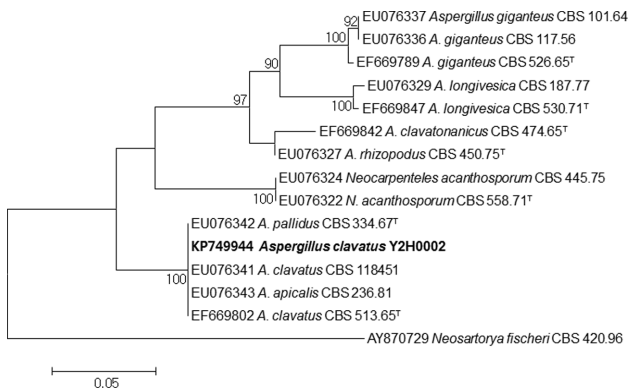 92
EU076337 Aspergillus giganteus CBS 101.64
100
EU076336 A. giganteus CBS 117.56
90
EF669789 A. giganteus CBS 526.65ᵀ
EU076329 A. longivesica CBS 187.77
97
100
EF669847 A. longivesica CBS 530.71ᵀ
EF669842 A. clavatonanicus CBS 474.65ᵀ
EU076327 A. rhizopodus CBS 450.75ᵀ
EU076324 Neocarpenteles acanthosporum CBS 445.75
100
EU076322 N. acanthosporum CBS 558.71ᵀ
EU076342 A. pallidus CBS 334.67ᵀ
KP749944 Aspergillus clavatus Y2H0002
EU076341 A. clavatus CBS 118451
100
EU076343 A. apicalis CBS 236.81
EF669802 A. clavatus CBS 513.65ᵀ
AY870729 Neosartorya fischeri CBS 420.96
0.05